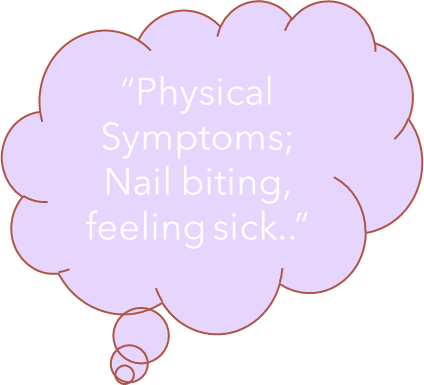 “Physical
Symptoms;
Nail biting,
feeling sick..”